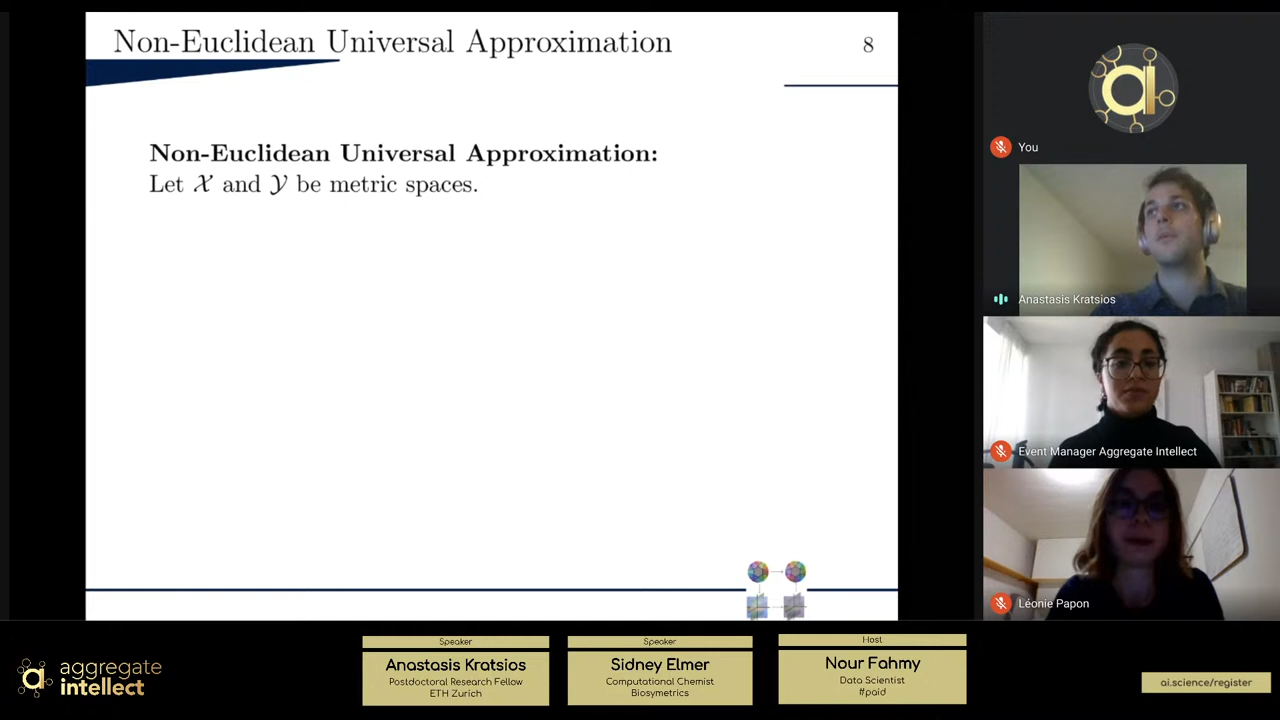 Non-Euclidean Universal Approximation
8
Non-Euclidean Universal Approximation:
Let 𝒳 and 𝒴 be metric spaces.
You
Anastasis Kratsios
Event Manager Aggregate Intellect
Léonie Papon
aggregate
intellect
Speaker
Anastasis Kratsios
Postdoctoral Research Fellow
ETH Zurich
Speaker
Sidney Elmer
Computational Chemist
Biosymetrics
Host
Nour Fahmy
Data Scientist
#paid
ai.science/register